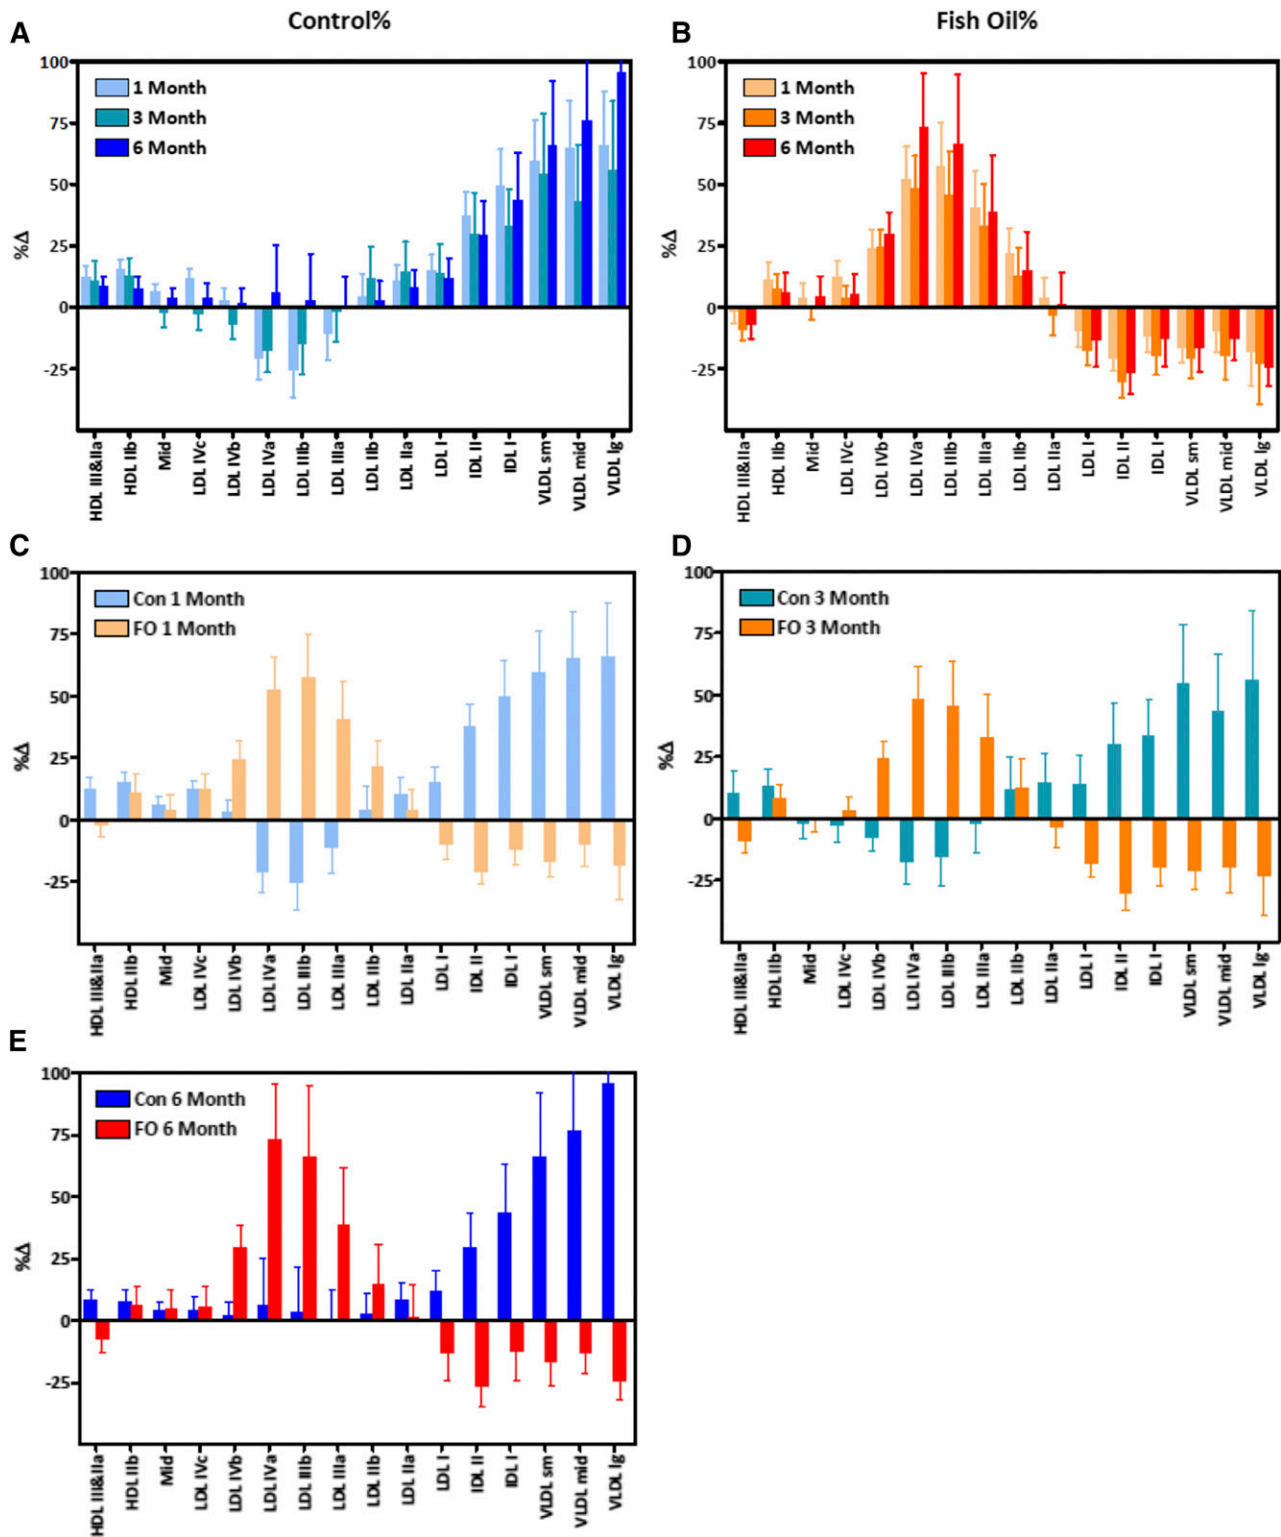 Control%
Fish Oil%
A
100
75
50
25
0
-25
%Δ
1 Month
3 Month
6 Month
HDL III&IIa
HDL IIb
Mid
LDL IVc
LDL IVb
LDL IVa
LDL IIIb
LDL IIIa
LDL IIb
LDL IIa
LDL I
IDL II
IDL I
VLDL sm
VLDL mid
VLDL lg
B
100
75
50
25
0
-25
%Δ
1 Month
3 Month
6 Month
HDL III&IIa
HDL IIb
Mid
LDL IVc
LDL IVb
LDL IVa
LDL IIIb
LDL IIIa
LDL IIb
LDL IIa
LDL I
IDL II
IDL I
VLDL sm
VLDL mid
VLDL lg
C
100
75
50
25
0
-25
%Δ
Con 1 Month
FO 1 Month
HDL III&IIa
HDL IIb
Mid
LDL IVc
LDL IVb
LDL IVa
LDL IIIb
LDL IIIa
LDL IIb
LDL IIa
LDL I
IDL II
IDL I
VLDL sm
VLDL mid
VLDL lg
D
100
75
50
25
0
-25
%Δ
Con 3 Month
FO 3 Month
HDL III&IIa
HDL IIb
Mid
LDL IVc
LDL IVb
LDL IVa
LDL IIIb
LDL IIIa
LDL IIb
LDL IIa
LDL I
IDL II
IDL I
VLDL sm
VLDL mid
VLDL lg
E
100
75
50
25
0
-25
%Δ
Con 6 Month
FO 6 Month
HDL III&IIa
HDL IIb
Mid
LDL IVc
LDL IVb
LDL IVa
LDL IIIb
LDL IIIa
LDL IIb
LDL IIa
LDL I
IDL II
IDL I
VLDL sm
VLDL mid
VLDL lg